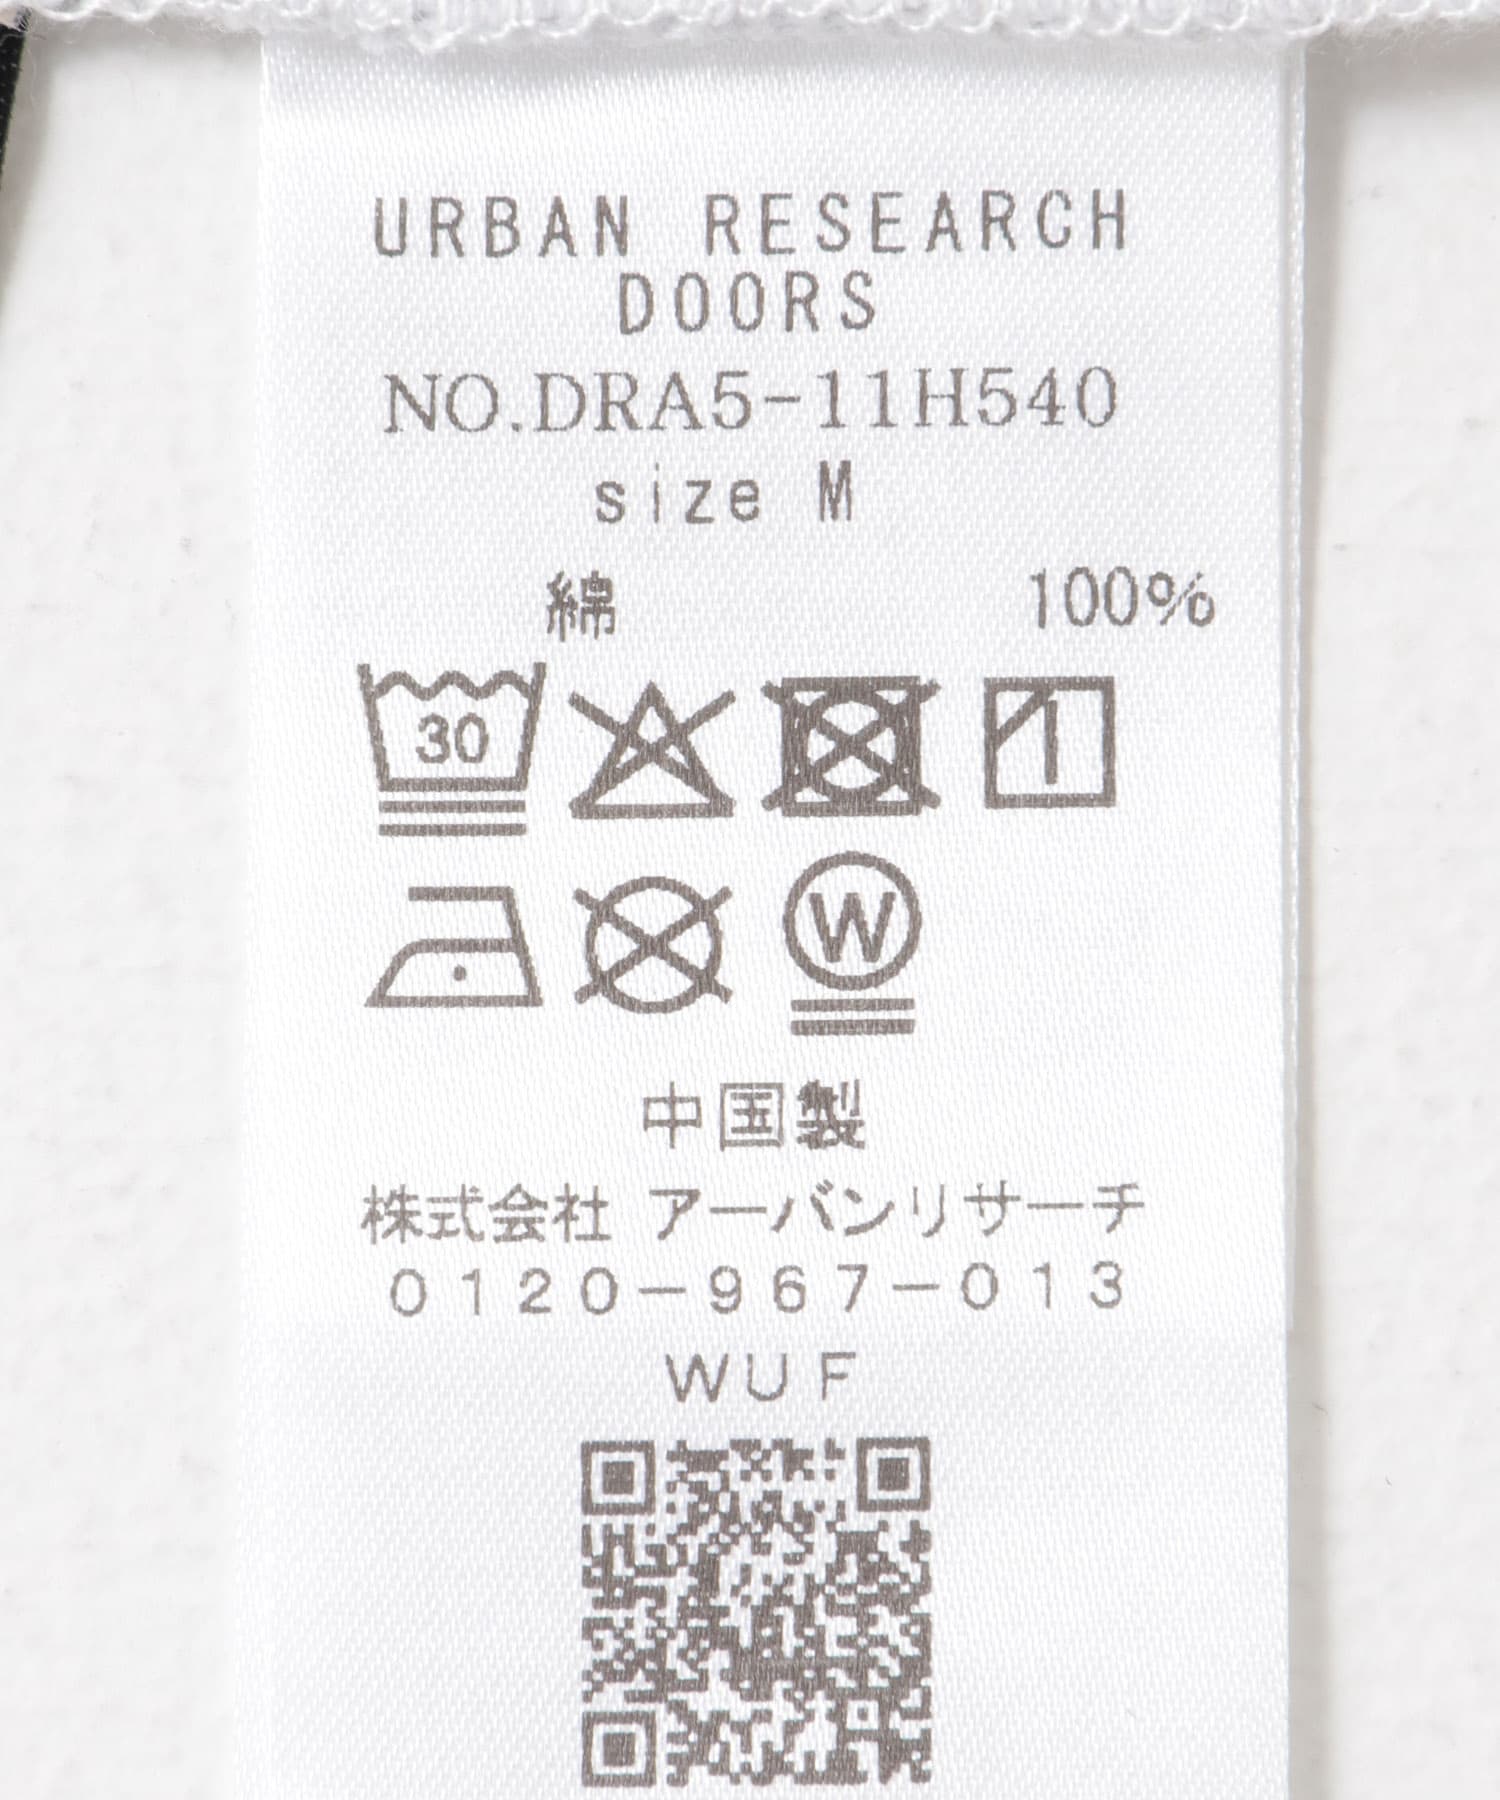 URBAN RESEARCH
DOORS
NO.DRA5-11H540
size M
綿 100%
30
W
中国製
株式会社 アーバンリサーチ
0120-967-013
WUF